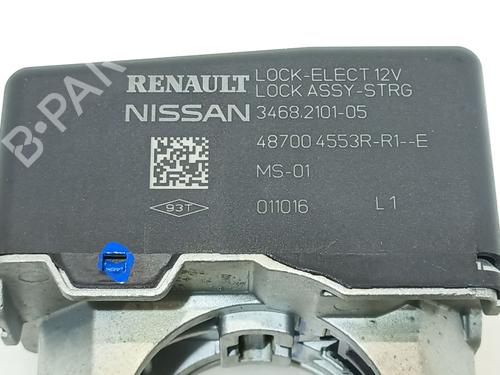 RENAULT LOCK-ELECT 12V
LOCK ASSY-STRG
NISSAN 3468.2101-05
48700 4553R-R1--E
MS-01
93T 011016 L1
B-PARTS